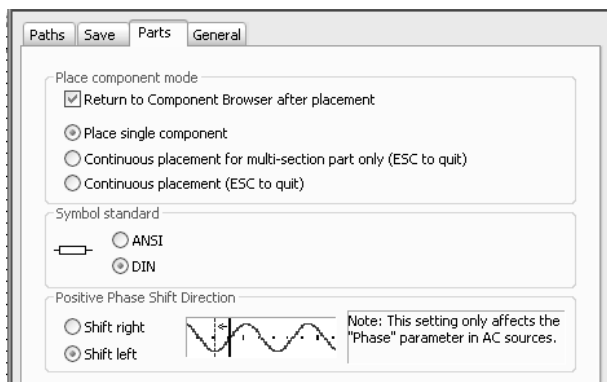 Paths Save Parts General
Place component mode
Return to Component Browser after placement
Place single component
Continuous placement for multi-section part only (ESC to quit)
Continuous placement (ESC to quit)
Symbol standard
ANSI
DIN
Positive Phase Shift Direction
Shift right
Shift left
Note: This setting only affects the
"Phase" parameter in AC sources.